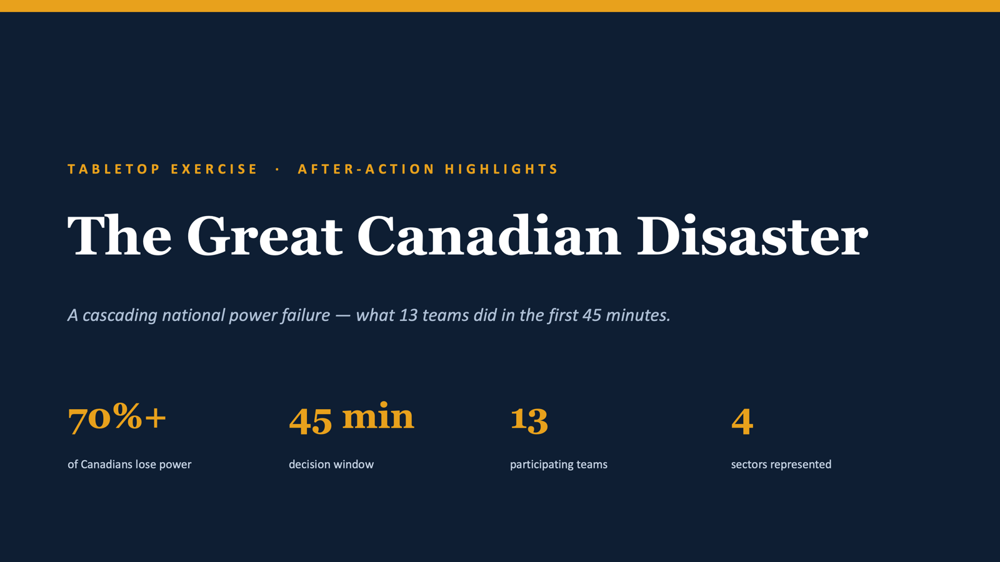 TABLETOP EXERCISE · AFTER-ACTION HIGHLIGHTS
The Great Canadian Disaster
A cascading national power failure — what 13 teams did in the first 45 minutes.
70%+
of Canadians lose power
45 min
decision window
13
participating teams
4
sectors represented